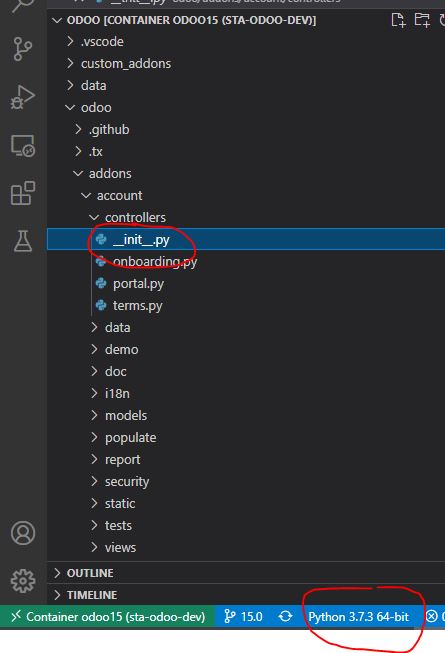 ODOO [CONTAINER ODOO15 (STA-ODOO-DEV)]
.vscode
custom_addons
data
odoo
.github
.tx
addons
account
controllers
__init__.py
onboarding.py
portal.py
terms.py
data
demo
doc
i18n
models
populate
report
security
static
tests
views
OUTLINE
TIMELINE
Container odoo15 (sta-odoo-dev) 15.0 Python 3.7.3 64-bit 0